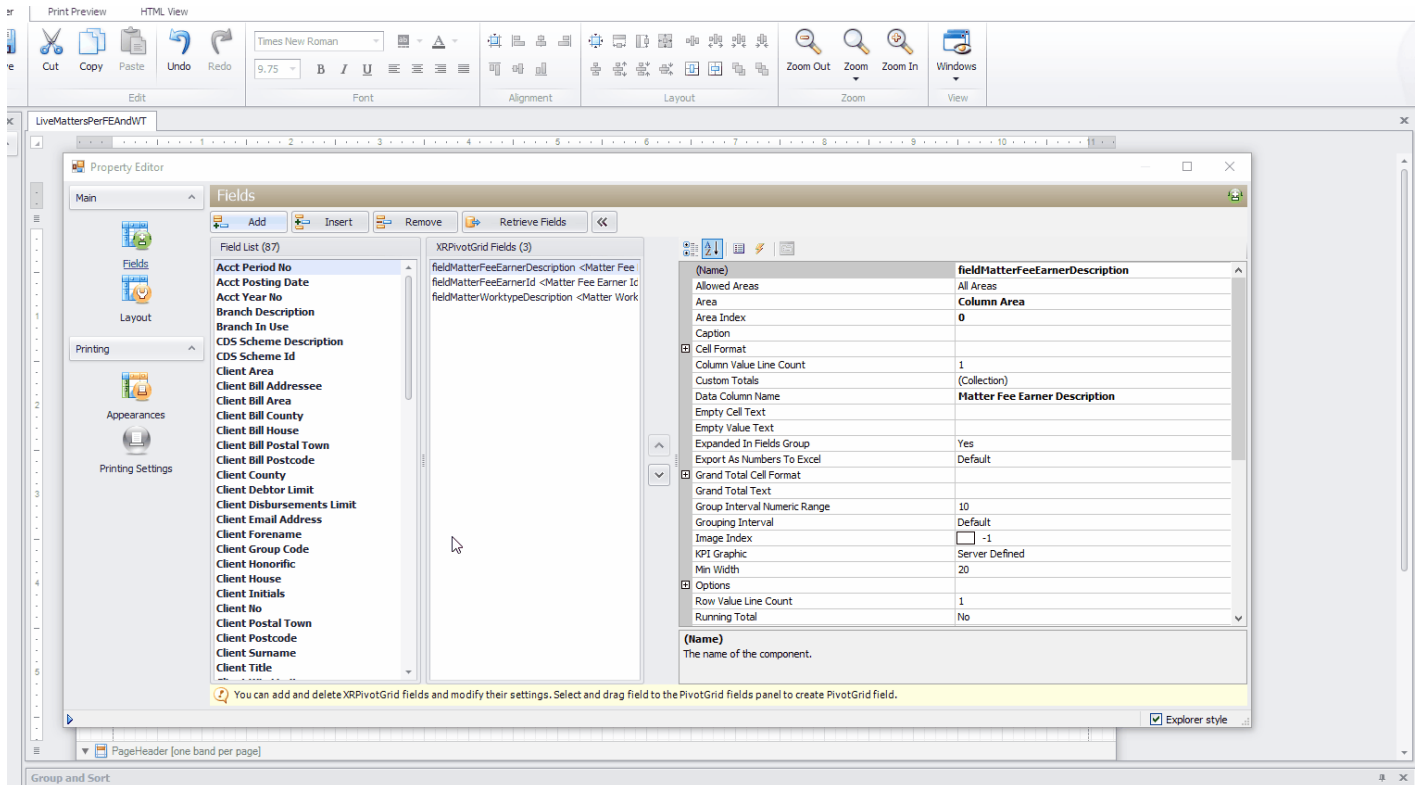 er Print Preview HTML View
Cut Copy Paste Undo Redo
Times New Roman
9.75 B I U
Zoom Out Zoom Zoom In Windows
Edit Font Alignment Layout Zoom View
LiveMattersPerFEAndWT
1 2 3 4 5 6 7 8 9 10 11
Property Editor
Main
Fields
Layout
Printing
Appearances
Printing Settings
Fields
Add Insert Remove Retrieve Fields
Field List (87)
Acct Period No
Acct Posting Date
Acct Year No
Branch Description
Branch In Use
CDS Scheme Description
CDS Scheme Id
Client Area
Client Bill Addressee
Client Bill Area
Client Bill County
Client Bill House
Client Bill Postal Town
Client Bill Postcode
Client County
Client Debtor Limit
Client Disbursements Limit
Client Email Address
Client Forename
Client Group Code
Client Honorific
Client House
Client Initials
Client No
Client Postal Town
Client Postcode
Client Surname
Client Title
XRPivotGrid Fields (3)
fieldMatterFeeEarnerDescription <Matter Fee
fieldMatterFeeEarnerId <Matter Fee Earner Id
fieldMatterWorktypeDescription <Matter Work
(Name) fieldMatterFeeEarnerDescription
Allowed Areas All Areas
Area Column Area
Area Index 0
Caption
Cell Format
Column Value Line Count 1
Custom Totals (Collection)
Data Column Name Matter Fee Earner Description
Empty Cell Text
Empty Value Text
Expanded In Fields Group Yes
Export As Numbers To Excel Default
Grand Total Cell Format
Grand Total Text
Group Interval Numeric Range 10
Grouping Interval Default
Image Index -1
KPI Graphic Server Defined
Min Width 20
Options
Row Value Line Count 1
Running Total No
(Name)
The name of the component.
You can add and delete XRPivotGrid fields and modify their settings. Select and drag field to the PivotGrid fields panel to create PivotGrid field.
Explorer style
PageHeader [one band per page]
Group and Sort